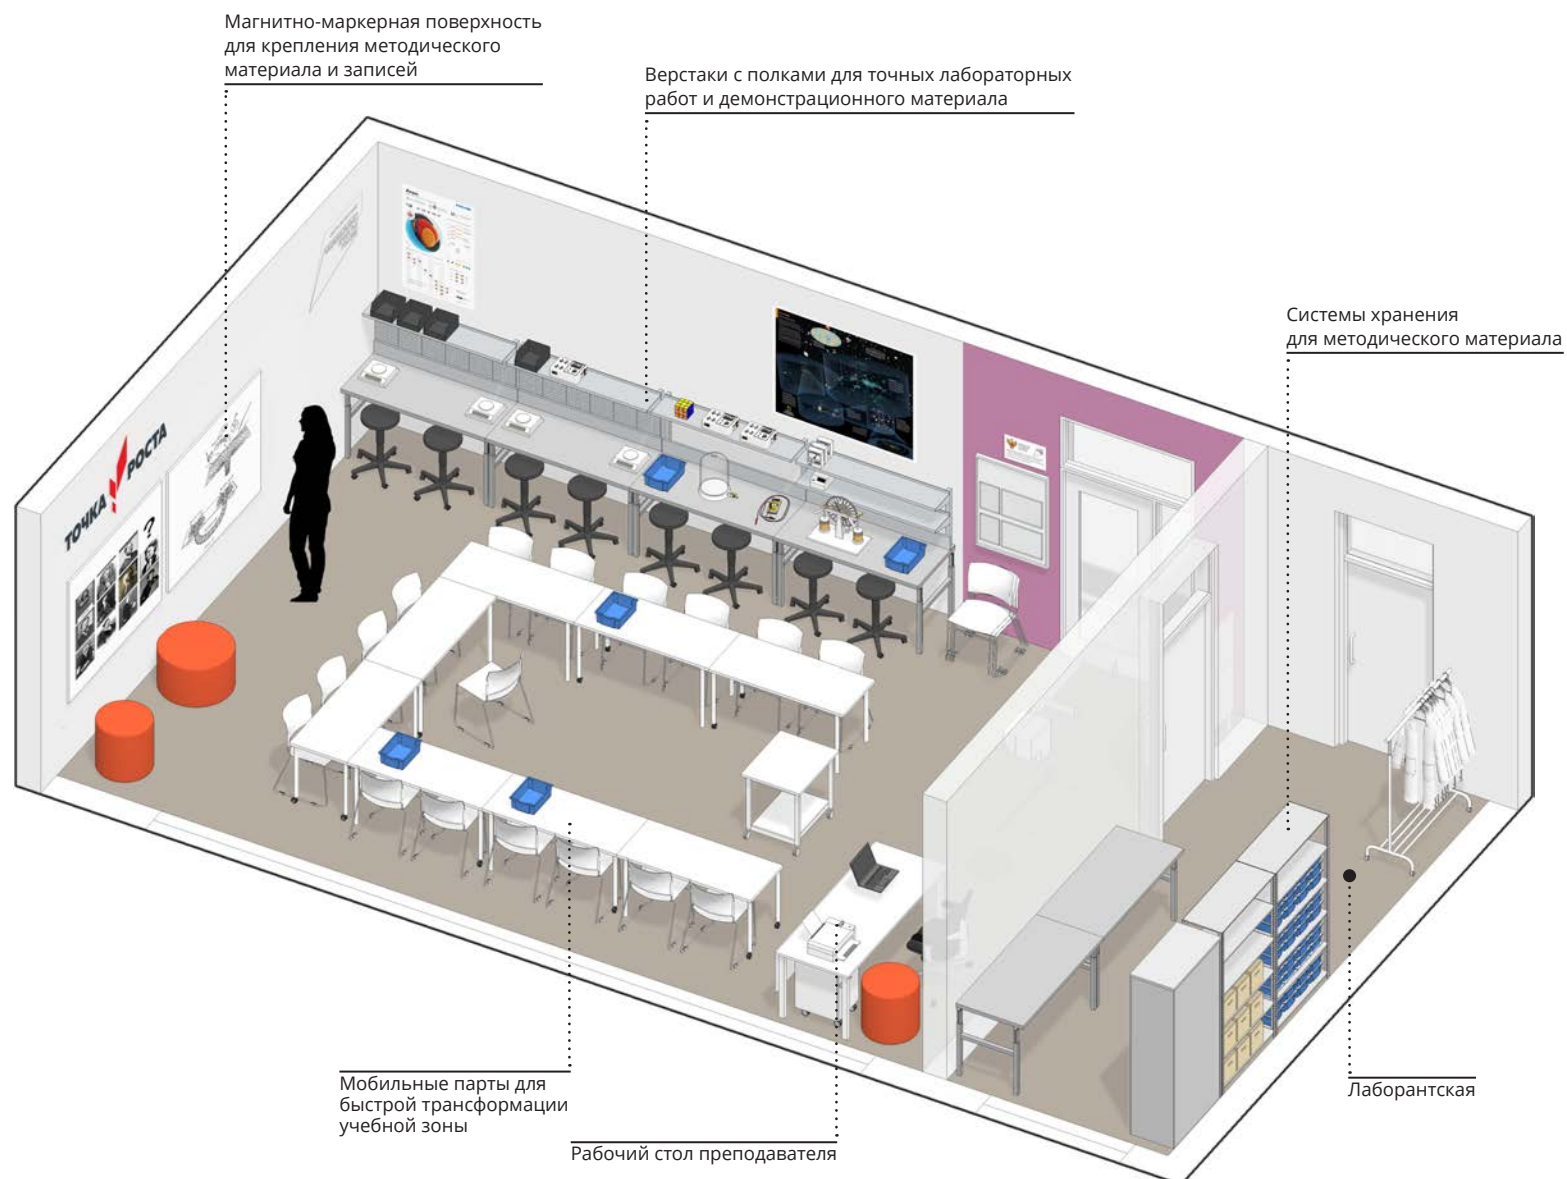 Магнитно-маркерная поверхность
для крепления методического
материала и записей
Верстаки с полками для точных лабораторных
работ и демонстрационного материала
Системы хранения
для методического материала
ТОЧКА РОСТА
?
Мобильные парты для
быстрой трансформации
учебной зоны
Рабочий стол преподавателя
Лаборантская